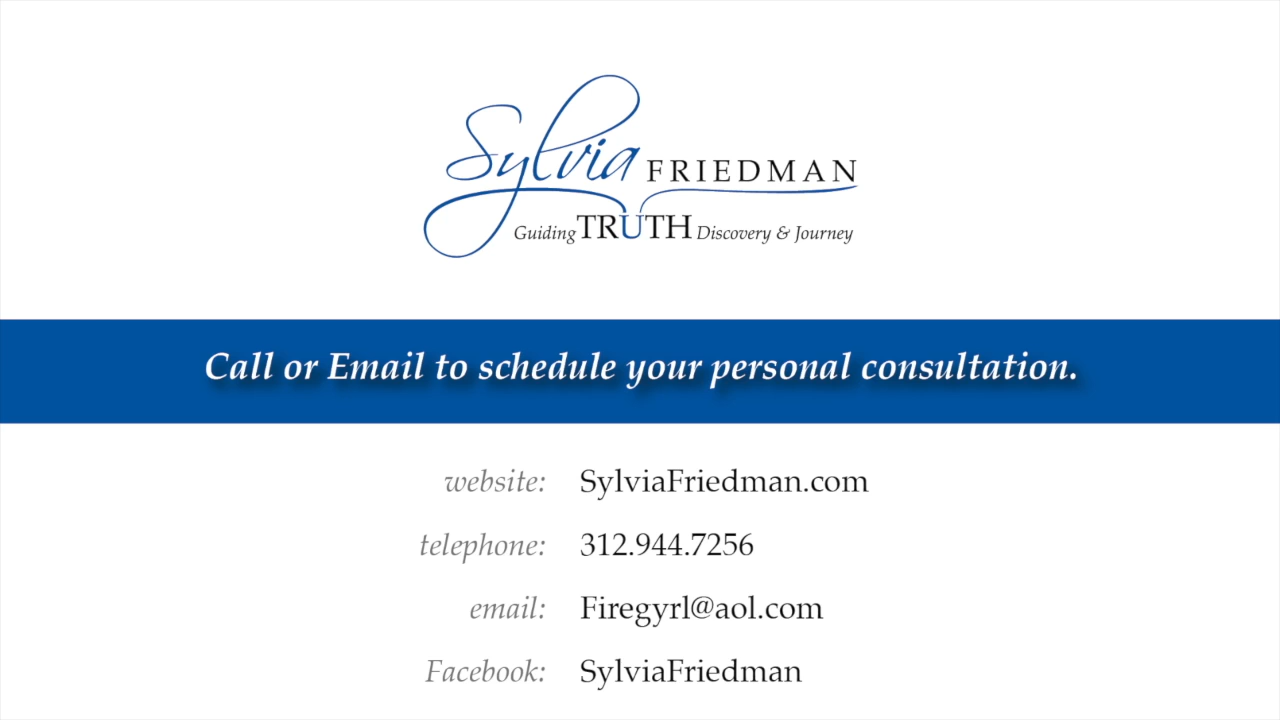 Sylvia FRIEDMAN
Guiding TRUTH Discovery & Journey
Call or Email to schedule your personal consultation.
website: SylviaFriedman.com
telephone: 312.944.7256
email: Firegyrl@aol.com
Facebook: SylviaFriedman